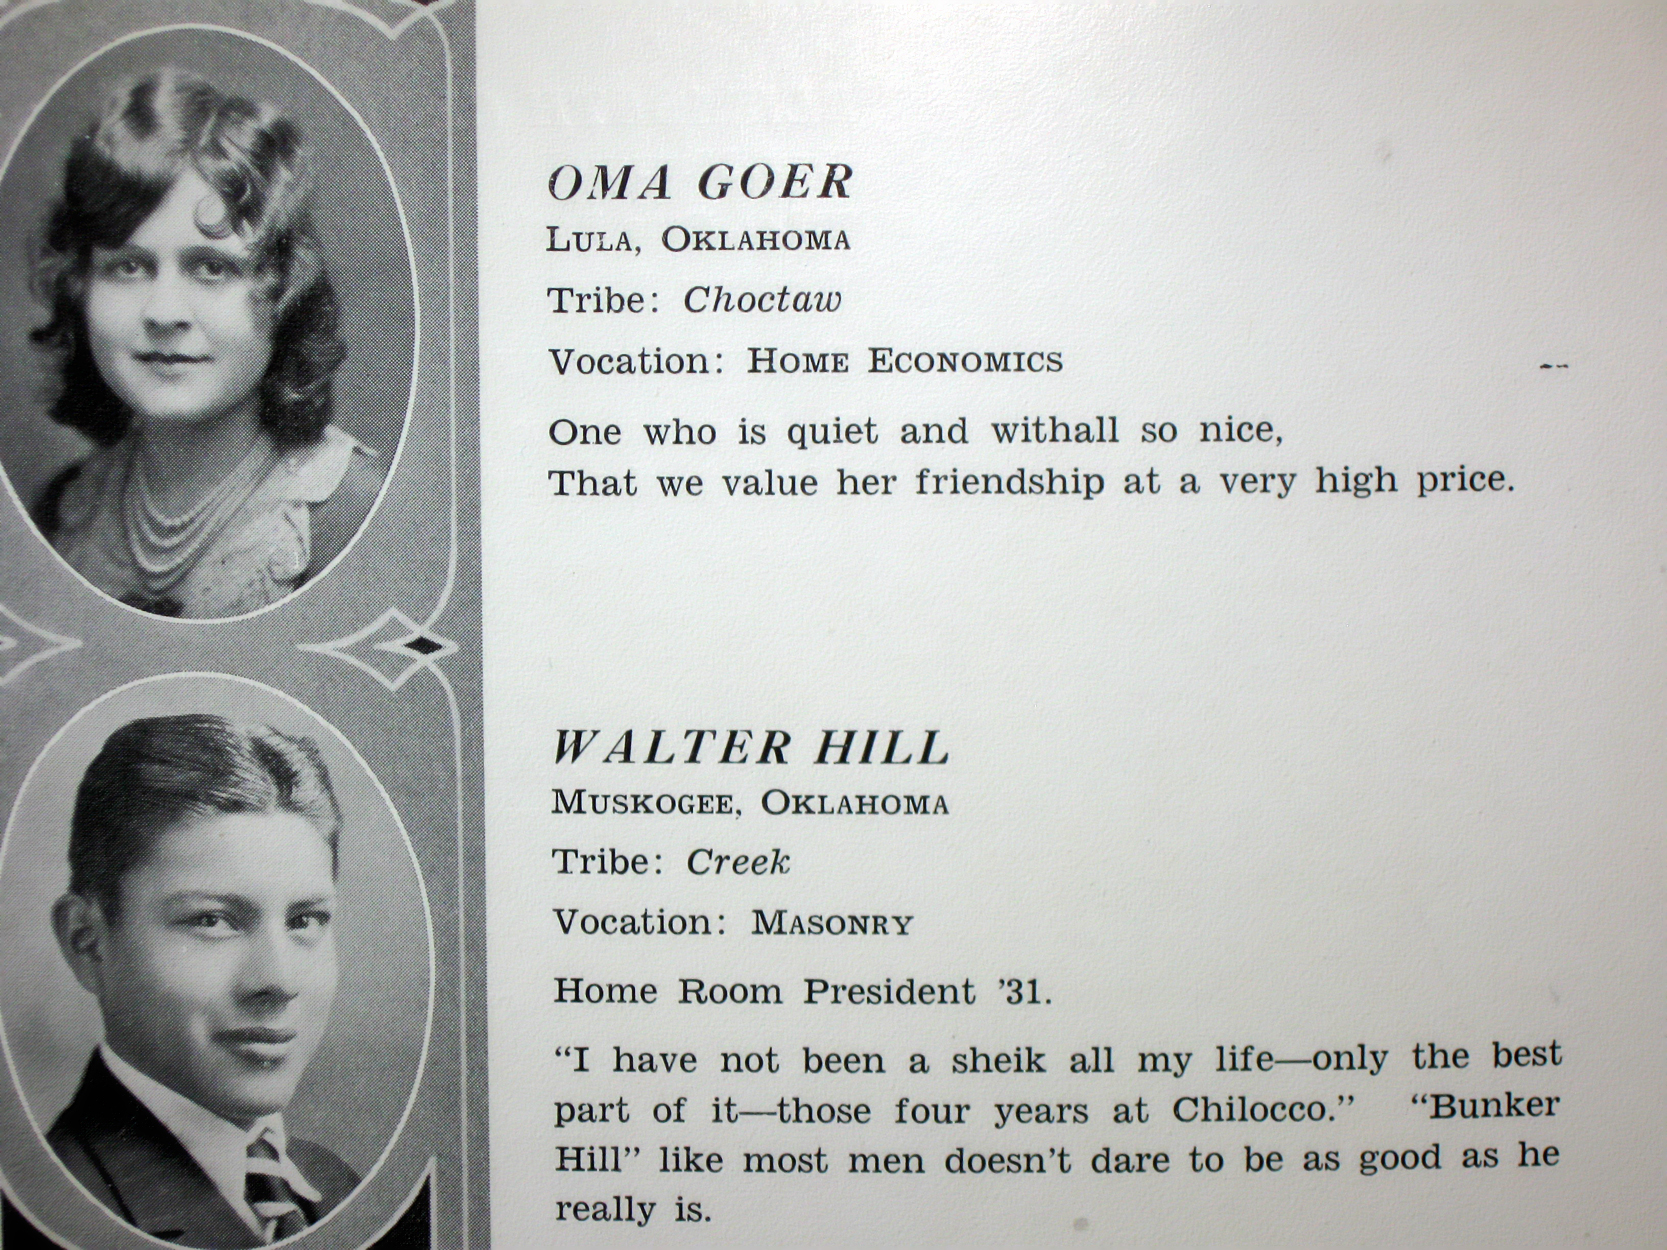 OMA GOER
LULA, OKLAHOMA
Tribe: Choctaw
Vocation: HOME ECONOMICS
One who is quiet and withall so nice,
That we value her friendship at a very high price.
WALTER HILL
MUSKOGEE, OKLAHOMA
Tribe: Creek
Vocation: MASONRY
Home Room President ’31.
“I have not been a sheik all my life—only the best
part of it—those four years at Chilocco.” “Bunker
Hill” like most men doesn’t dare to be as good as he
really is.